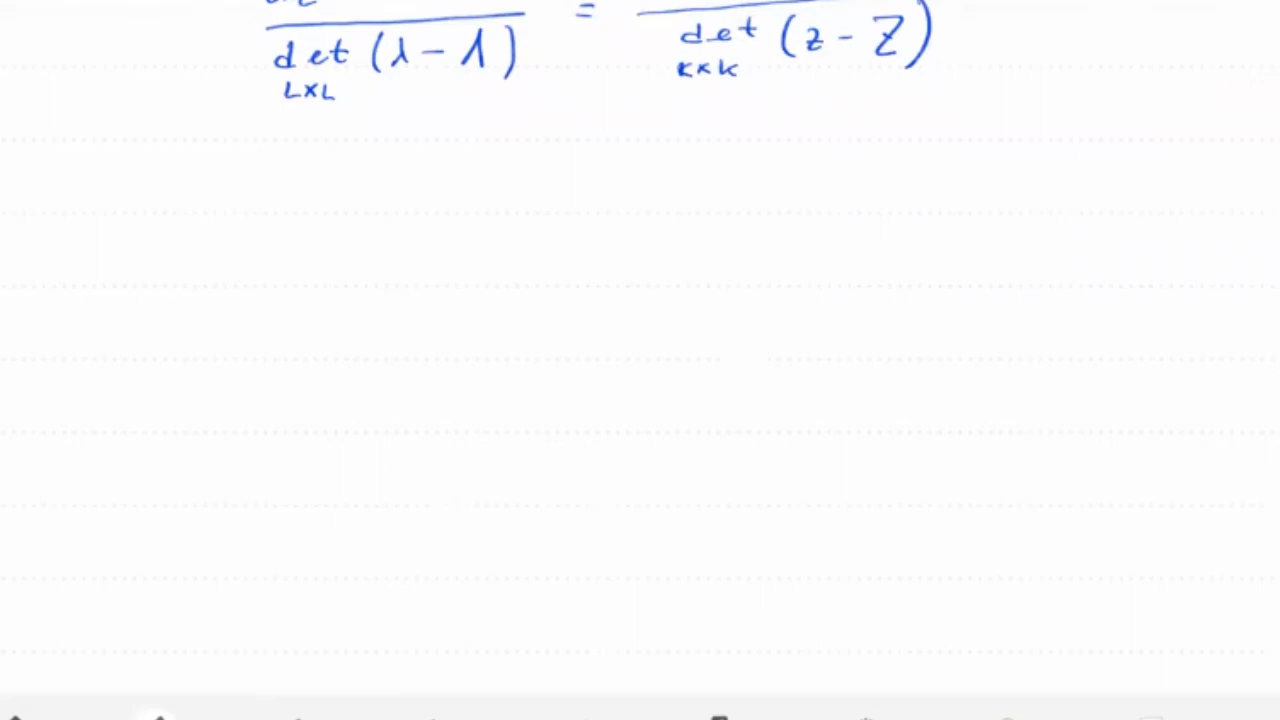 =
det (λ - Λ) det (z - Z)
L×L K×K